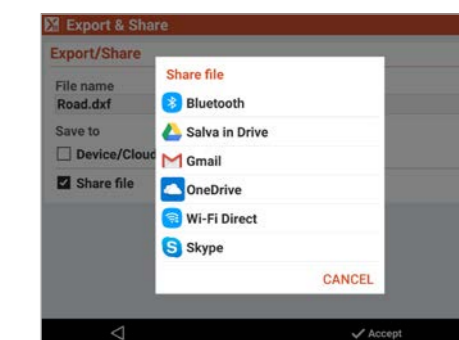 Export & Share
Export/Share
File name
Road.dxf
Save to
Device/Cloud
Share file
Share file
Bluetooth
Salva in Drive
Gmail
OneDrive
Wi-Fi Direct
Skype
CANCEL
Accept